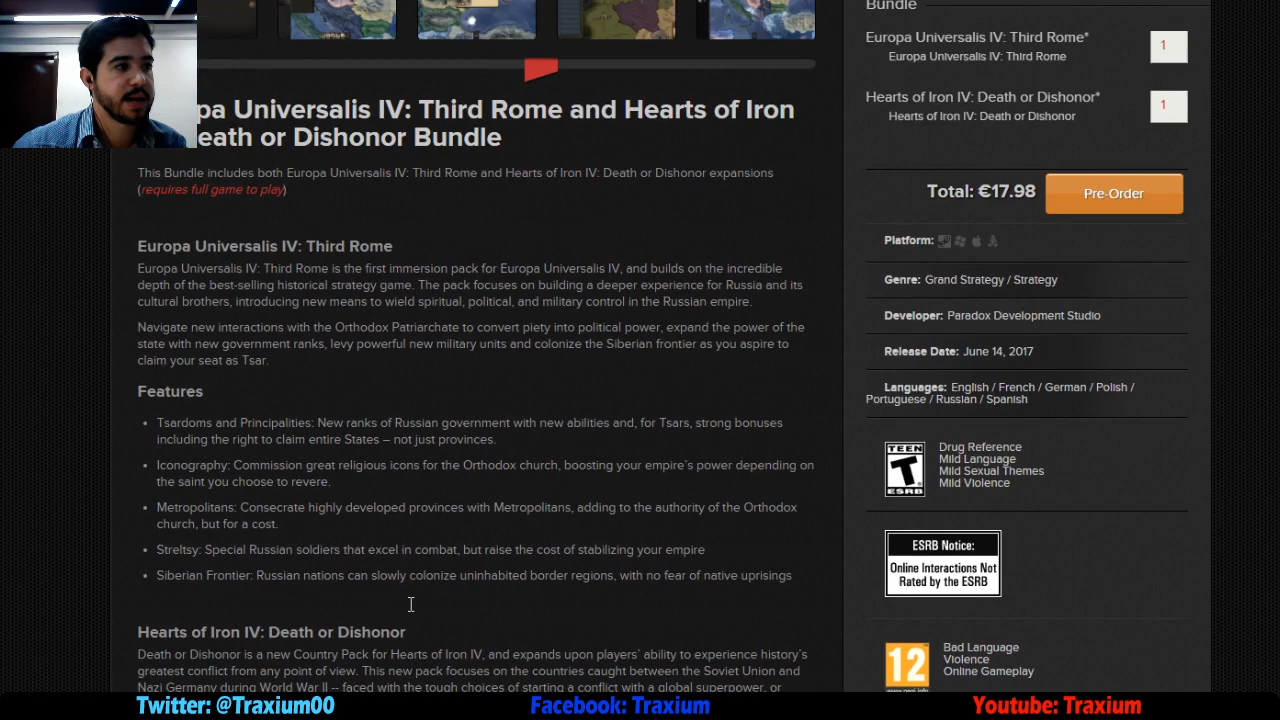 Bundle
Europa Universalis IV: Third Rome*
1
Europa Universalis IV: Third Rome
Hearts of Iron IV: Death or Dishonor*
1
Hearts of Iron IV: Death or Dishonor
Total: €17.98
Pre-Order
Platform:
Genre: Grand Strategy / Strategy
Developer: Paradox Development Studio
Release Date: June 14, 2017
Languages: English / French / German / Polish /
Portuguese / Russian / Spanish
TEEN
T
ESRB
Drug Reference
Mild Language
Mild Sexual Themes
Mild Violence
ESRB Notice:
Online Interactions Not
Rated by the ESRB
12
Bad Language
Violence
Online Gameplay
pa Universalis IV: Third Rome and Hearts of Iron
eath or Dishonor Bundle
This Bundle includes both Europa Universalis IV: Third Rome and Hearts of Iron IV: Death or Dishonor expansions
(requires full game to play)
Europa Universalis IV: Third Rome
Europa Universalis IV: Third Rome is the first immersion pack for Europa Universalis IV, and builds on the incredible
depth of the best-selling historical strategy game. The pack focuses on building a deeper experience for Russia and its
cultural brothers, introducing new means to wield spiritual, political, and military control in the Russian empire.
Navigate new interactions with the Orthodox Patriarchate to convert piety into political power, expand the power of the
state with new government ranks, levy powerful new military units and colonize the Siberian frontier as you aspire to
claim your seat as Tsar.
Features
• Tsardoms and Principalities: New ranks of Russian government with new abilities and, for Tsars, strong bonuses
including the right to claim entire States – not just provinces.
• Iconography: Commission great religious icons for the Orthodox church, boosting your empire's power depending on
the saint you choose to revere.
• Metropolitans: Consecrate highly developed provinces with Metropolitans, adding to the authority of the Orthodox
church, but for a cost.
• Streltsy: Special Russian soldiers that excel in combat, but raise the cost of stabilizing your empire
• Siberian Frontier: Russian nations can slowly colonize uninhabited border regions, with no fear of native uprisings
Hearts of Iron IV: Death or Dishonor
Death or Dishonor is a new Country Pack for Hearts of Iron IV, and expands upon players' ability to experience history's
greatest conflict from any point of view. This new pack focuses on the countries caught between the Soviet Union and
Nazi Germany during World War II -- faced with the tough choices of starting a conflict with a global superpower, or
Twitter: @Traxium00
Facebook: Traxium
Youtube: Traxium